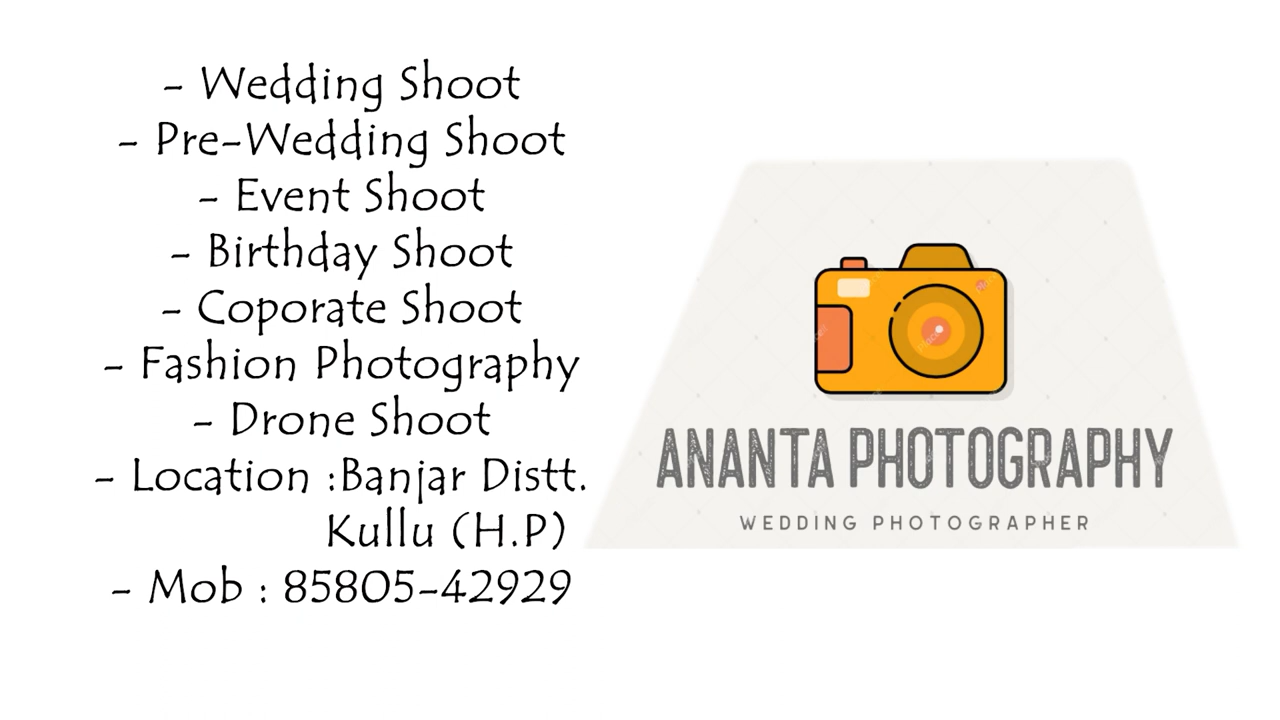 - Wedding Shoot
- Pre-Wedding Shoot
- Event Shoot
- Birthday Shoot
- Coporate Shoot
- Fashion Photography
- Drone Shoot
- Location :Banjar Distt.
Kullu (H.P)
- Mob : 85805-42929
ANANTA PHOTOGRAPHY
WEDDING PHOTOGRAPHER